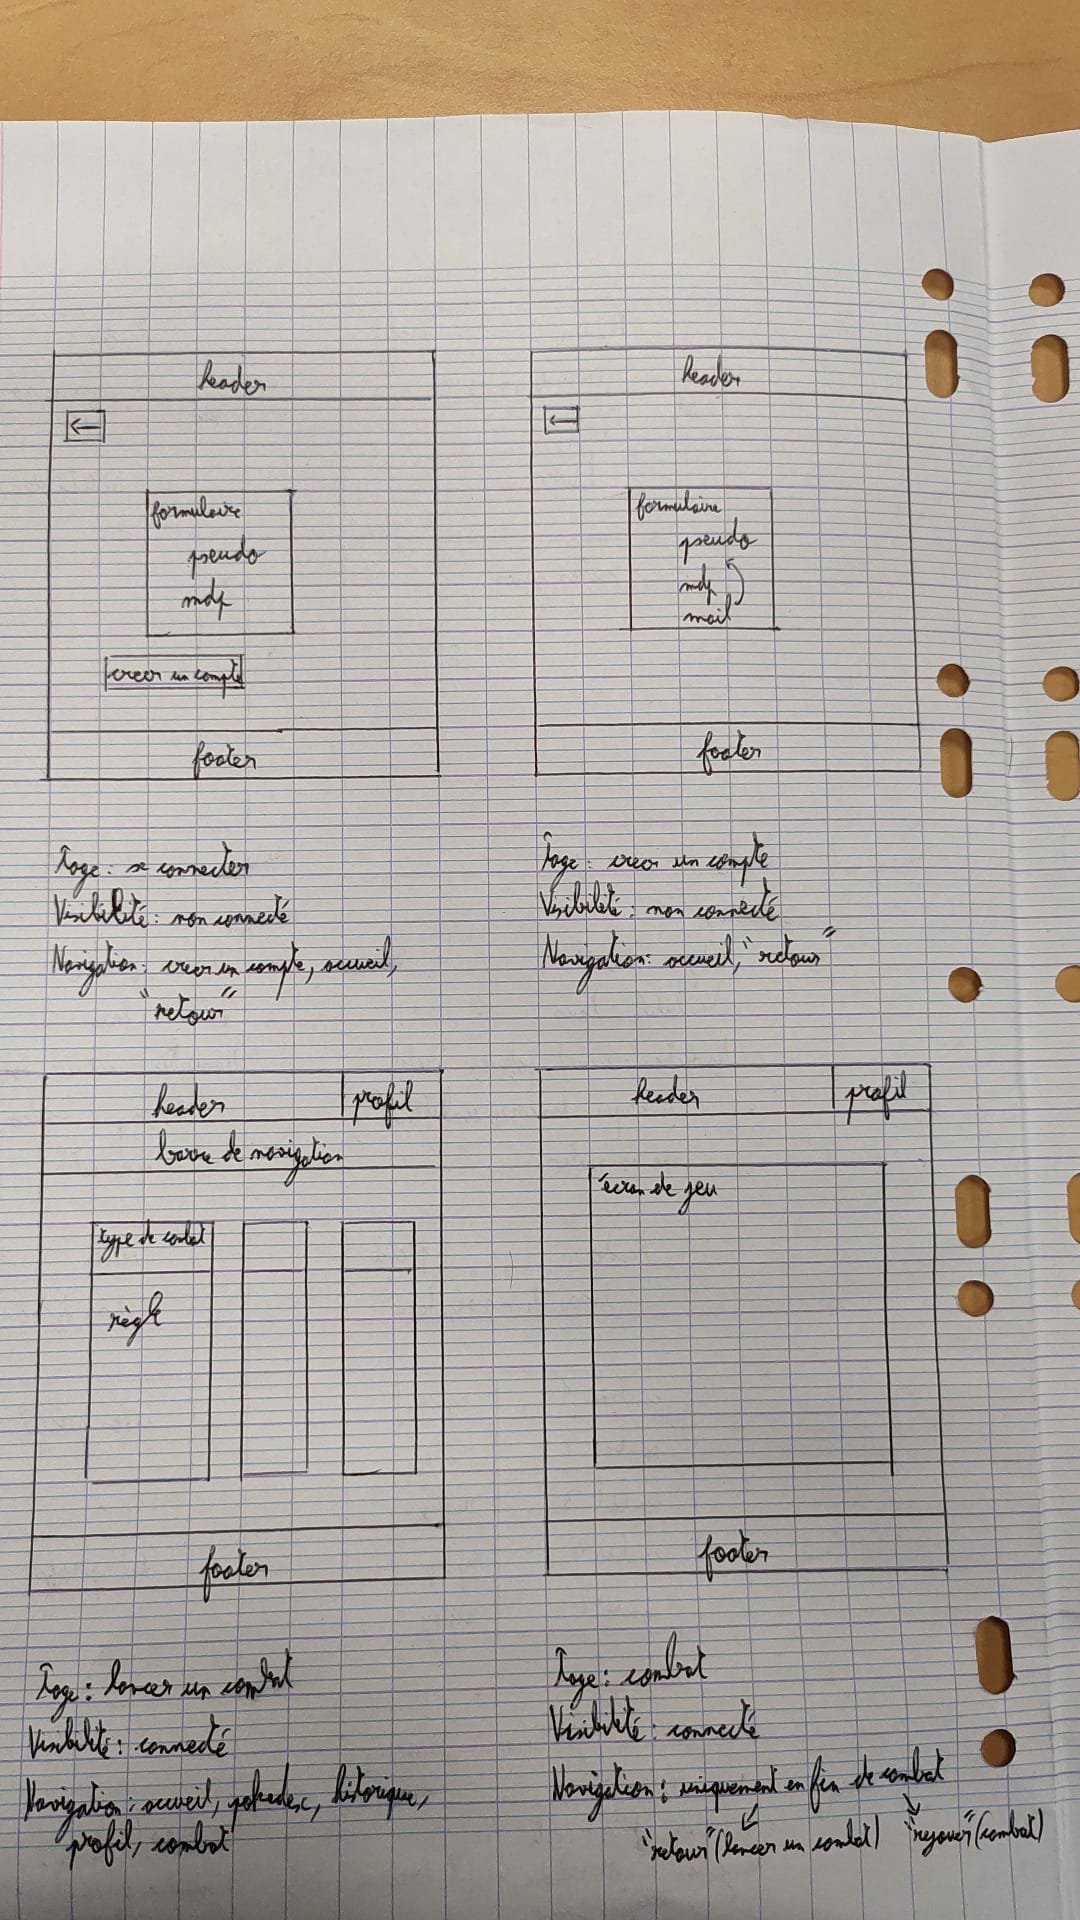 header
←
formulaire
pseudo
mdp
creer un compte
footer
Page : se connecter
Visibilité : non connecté
Navigation : creer un compte, accueil,
"retour"
header
←
formulaire
pseudo
mdp
mail
footer
Page : creer un compte
Visibilité : non connecté
Navigation : accueil, "retour"
header profil
barre de navigation
type de combat
règle
footer
Page : lancer un combat
Visibilité : connecté
Navigation : accueil, pokedex, historique,
profil, combat
header profil
écran de jeu
footer
Page : combat
Visibilité : connecté
Navigation : uniquement en fin de combat
"retour" (lancer un combat) "rejouer" (combat)